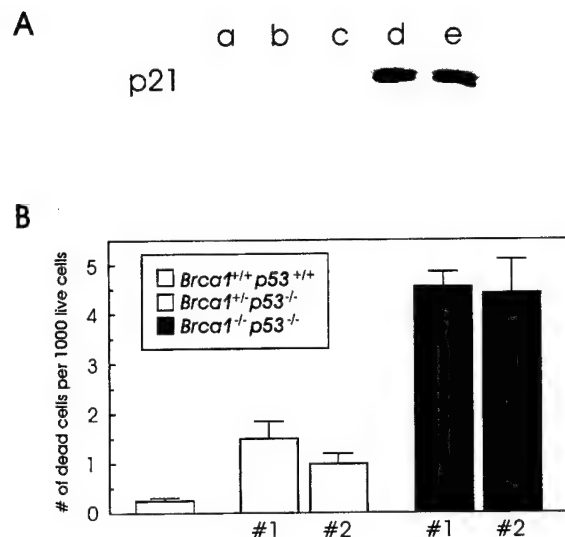 A
a b c d e
p21
B
# of dead cells per 1000 live cells
5
4
3
2
1
0
Brca1+/+ p53+/+
Brca1+/- p53-/-
Brca1-/- p53-/-
#1 #2 #1 #2